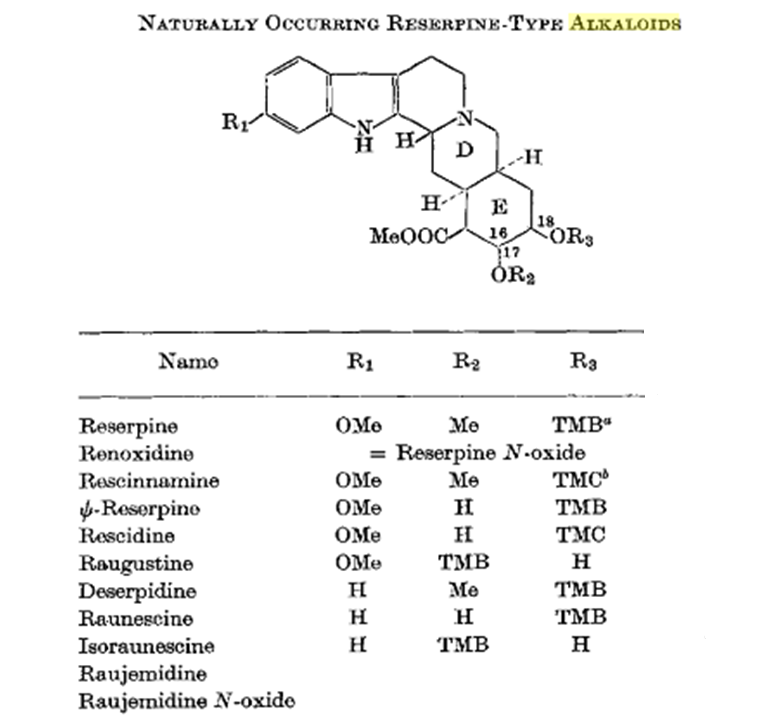 NATURALLY OCCURRING RESERPINE-TYPE ALKALOIDS
R₁
N
H
H
N
D
H
H
E
MeOOC
16
18
OR₃
17
OR₂
Name R₁ R₂ R₃
Reserpine OMe Me TMBᵃ
Renoxidine = Reserpine N-oxide
Rescinnamine OMe Me TMCᵇ
ψ-Reserpine OMe H TMB
Rescidine OMe H TMC
Raugustine OMe TMB H
Deserpidine H Me TMB
Raunescine H H TMB
Isoraunescine H TMB H
Raujemidine
Raujemidine N-oxide